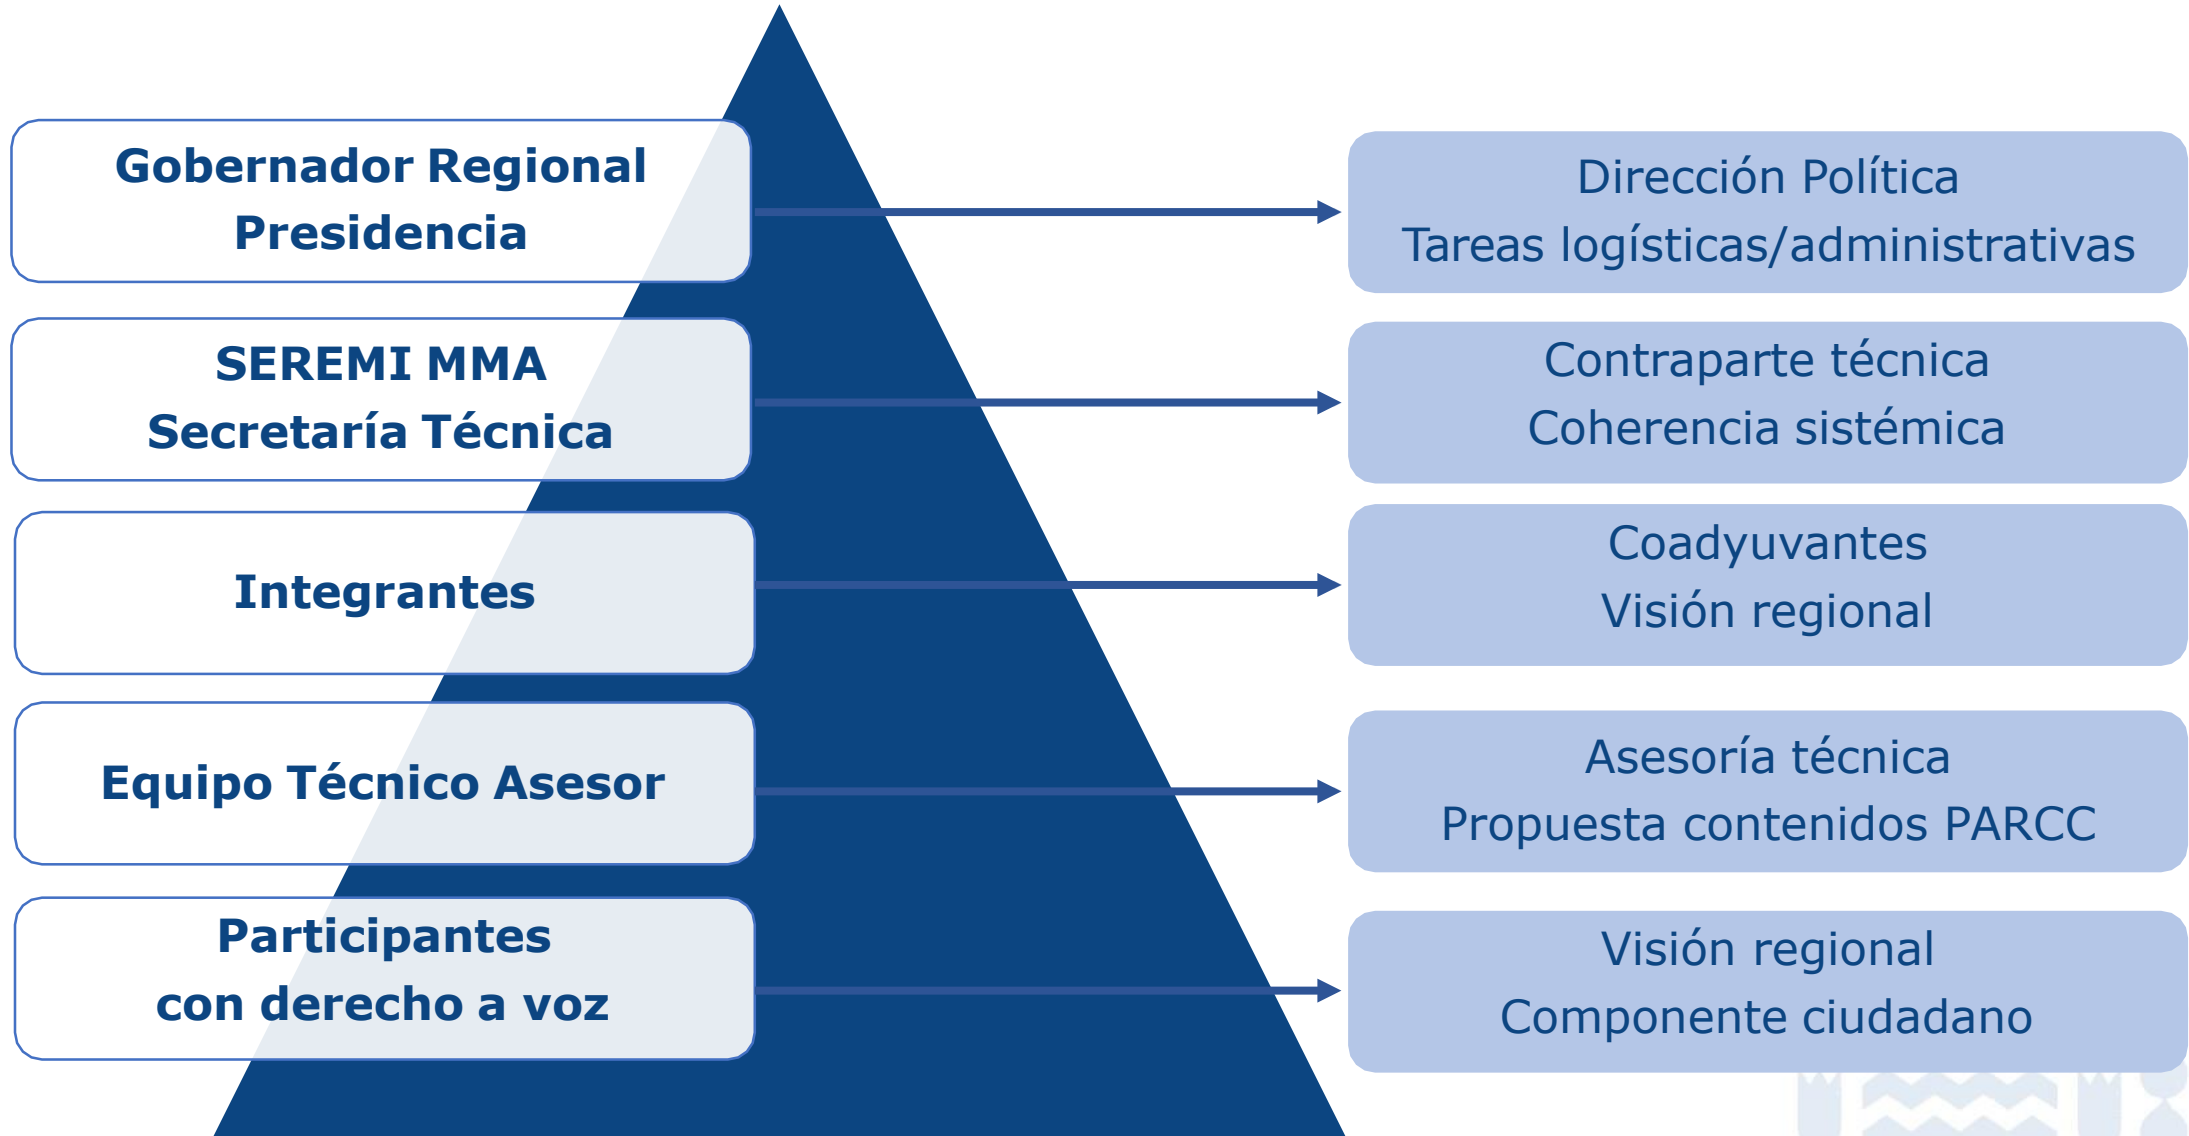 Gobernador Regional
Presidencia
Dirección Política
Tareas logísticas/administrativas
SEREMI MMA
Secretaría Técnica
Contraparte técnica
Coherencia sistémica
Integrantes
Coadyuvantes
Visión regional
Equipo Técnico Asesor
Asesoría técnica
Propuesta contenidos PARCC
Participantes
con derecho a voz
Visión regional
Componente ciudadano